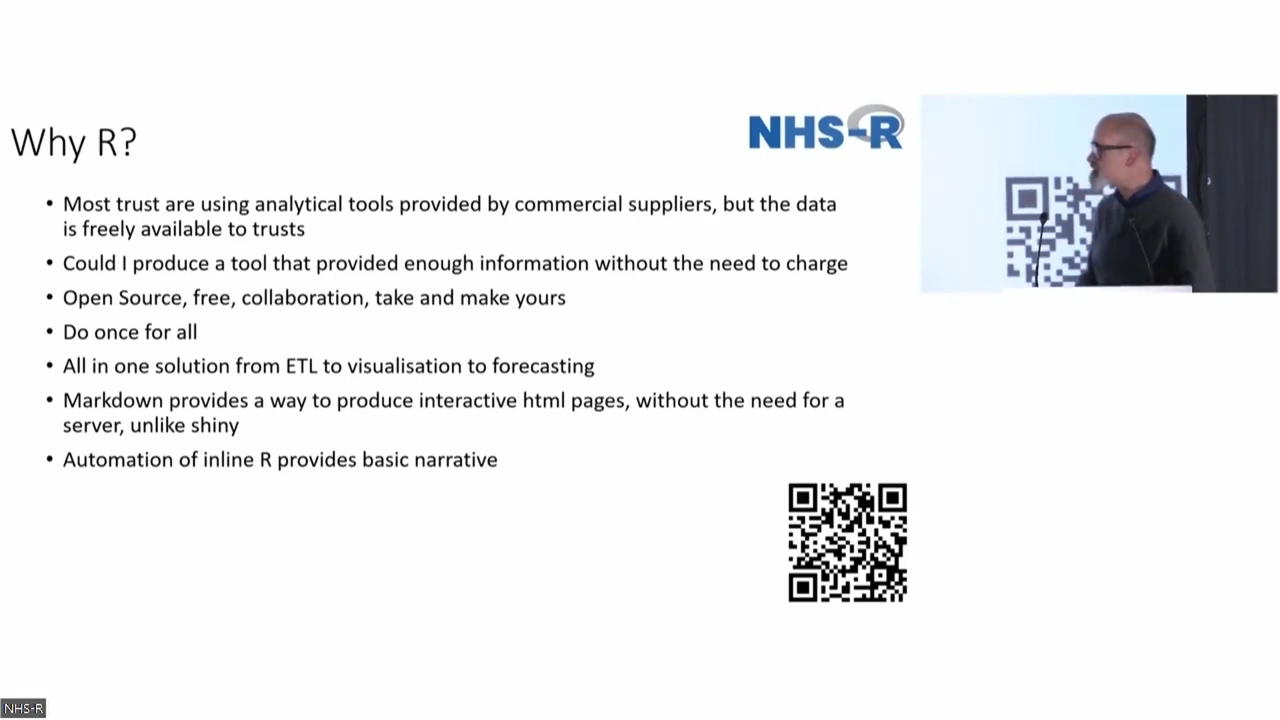 Why R?
NHS-R
• Most trust are using analytical tools provided by commercial suppliers, but the data
is freely available to trusts
• Could I produce a tool that provided enough information without the need to charge
• Open Source, free, collaboration, take and make yours
• Do once for all
• All in one solution from ETL to visualisation to forecasting
• Markdown provides a way to produce interactive html pages, without the need for a
server, unlike shiny
• Automation of inline R provides basic narrative
NHS-R